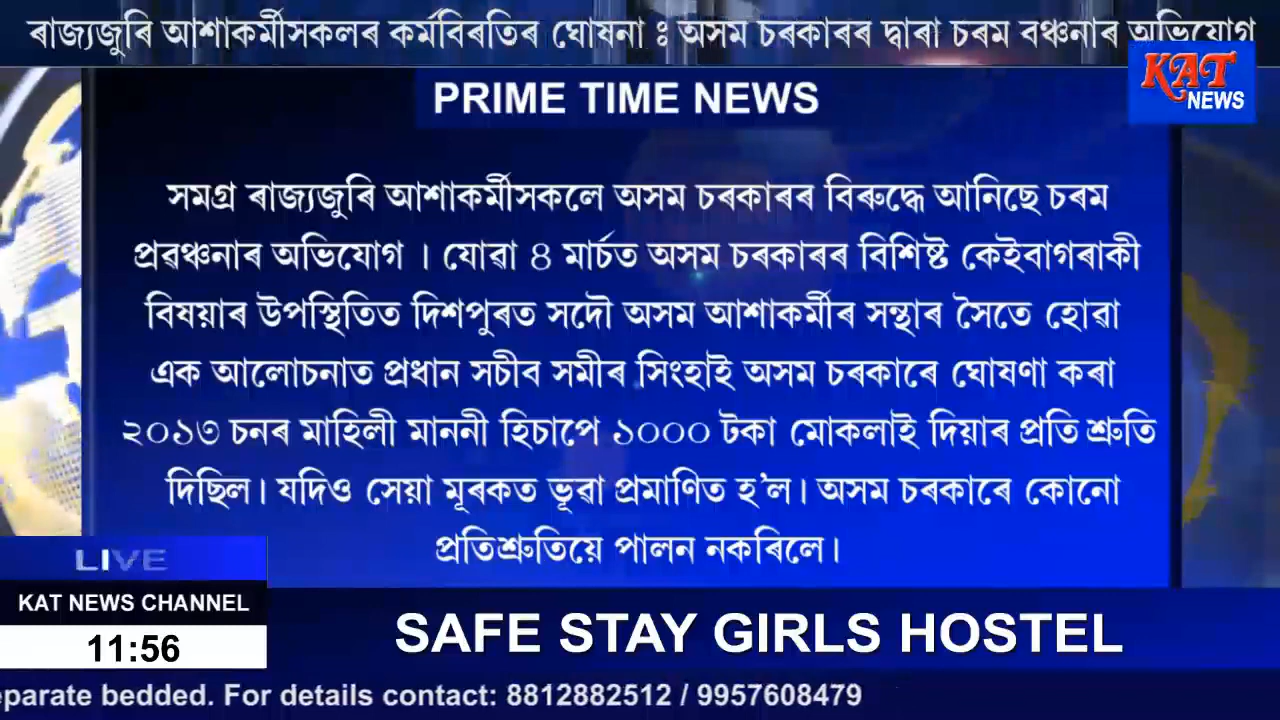 ৰাজ্যজুৰি আশাকৰ্মীসকলৰ কৰ্মবিৰতিৰ ঘোষনা ঃ অসম চৰকাৰৰ দ্বাৰা চৰম বঞ্চনাৰ অভিযোগ
KAT
NEWS
PRIME TIME NEWS
সমগ্ৰ ৰাজ্যজুৰি আশাকৰ্মীসকলে অসম চৰকাৰৰ বিৰুদ্ধে আনিছে চৰম
প্ৰৱঞ্চনাৰ অভিযোগ । যোৱা 8 মাৰ্চত অসম চৰকাৰৰ বিশিষ্ট কেইবাগৰাকী
বিষয়াৰ উপস্থিতিত দিশপুৰত সদৌ অসম আশাকৰ্মীৰ সন্থাৰ সৈতে হোৱা
এক আলোচনাত প্ৰধান সচীব সমীৰ সিংহাই অসম চৰকাৰে ঘোষণা কৰা
২০১৩ চনৰ মাহিলী মাননী হিচাপে ১০০০ টকা মোকলাই দিয়াৰ প্ৰতি শ্ৰুতি
দিছিল। যদিও সেয়া মূৰকত ভূৱা প্ৰমাণিত হ’ল। অসম চৰকাৰে কোনো
প্ৰতিশ্ৰুতিয়ে পালন নকৰিলে।
LIVE
KAT NEWS CHANNEL
11:56
SAFE STAY GIRLS HOSTEL
eparate bedded. For details contact: 8812882512 / 9957608479